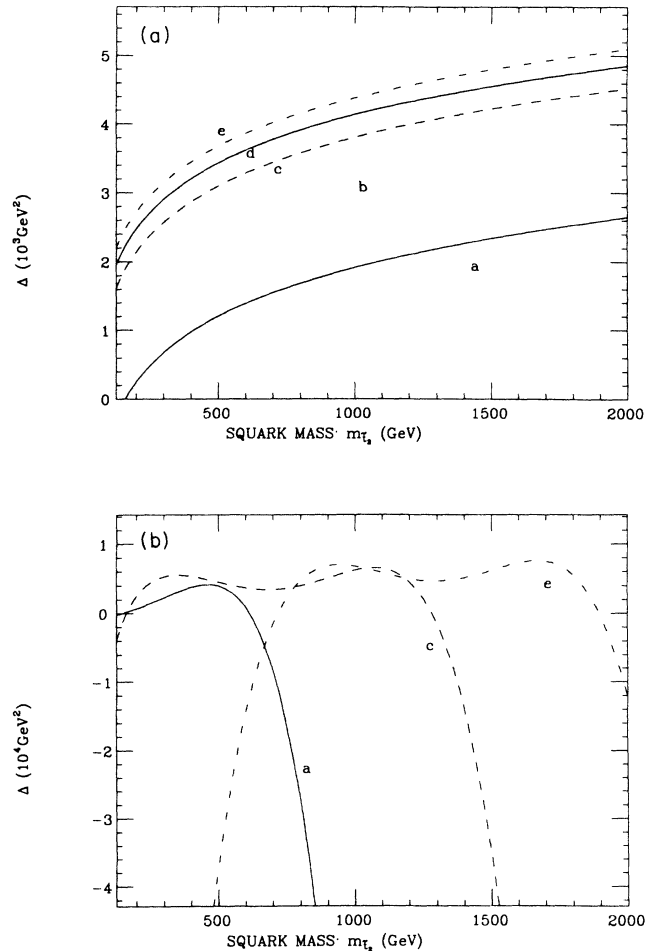 (a)
5
4
3
2
1
0
e
d
c
b
a
Δ (10³GeV²)
500
1000
1500
2000
SQUARK MASS m
(GeV)
(b)
1
0
-1
-2
-3
-4
e
c
a
Δ (10⁴GeV²)
500
1000
1500
2000
SQUARK MASS m
(GeV)